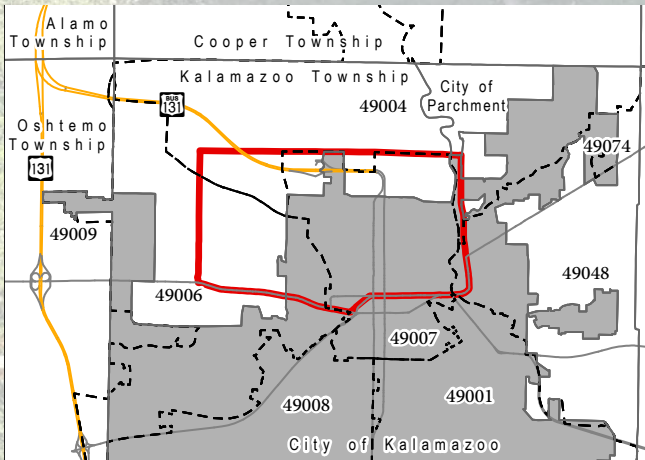 Alamo
Township
Cooper Township
Kalamazoo Township
City of
Parchment
BUS
131
49004
Oshtemo
Township
49074
131
49009
49048
49006
49007
49008
49001
City of Kalamazoo